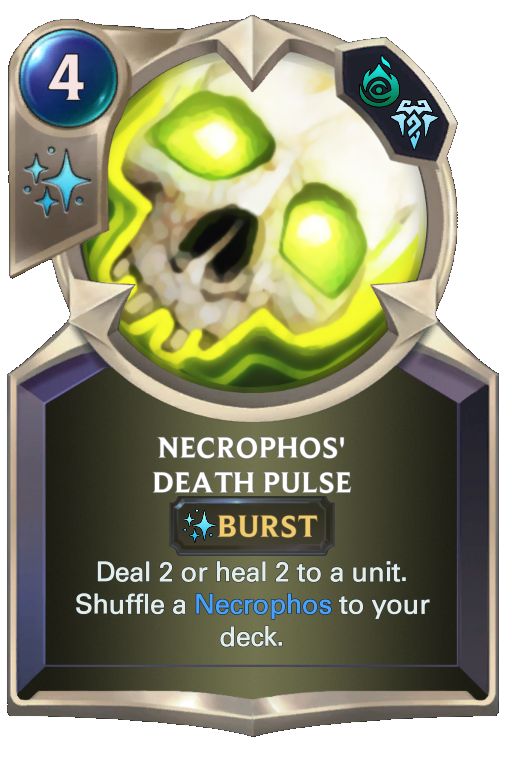 4
NECROPHOS'
DEATH PULSE
BURST
Deal 2 or heal 2 to a unit.
Shuffle a Necrophos to your
deck.